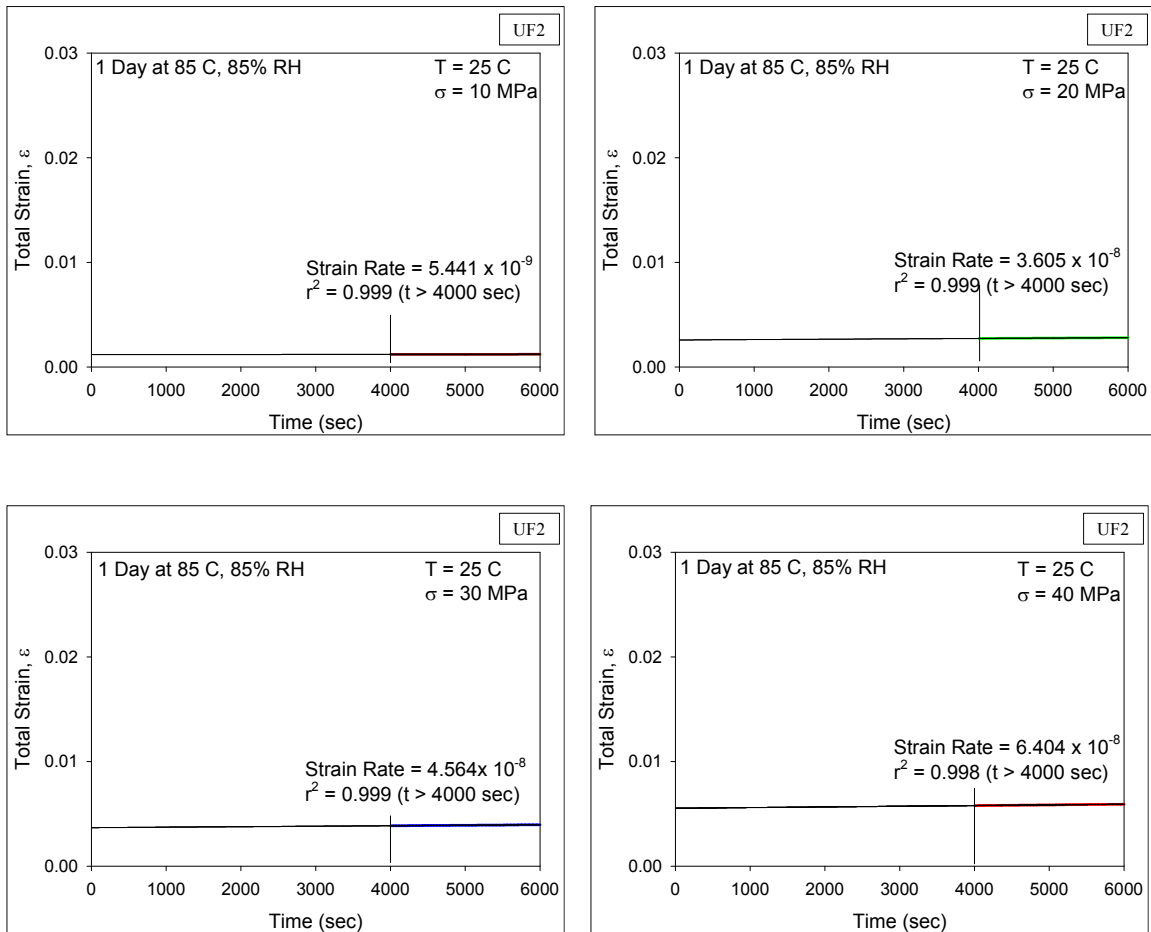 UF2
0.03
1 Day at 85 C, 85% RH
T = 25 C
σ = 10 MPa
0.02
Total Strain, ε
0.01
Strain Rate = 5.441 x 10⁻⁹
r² = 0.999 (t > 4000 sec)
0.00
0 1000 2000 3000 4000 5000 6000
Time (sec)
UF2
0.03
1 Day at 85 C, 85% RH
T = 25 C
σ = 20 MPa
0.02
Total Strain, ε
0.01
Strain Rate = 3.605 x 10⁻⁸
r² = 0.999 (t > 4000 sec)
0.00
0 1000 2000 3000 4000 5000 6000
Time (sec)
UF2
0.03
1 Day at 85 C, 85% RH
T = 25 C
σ = 30 MPa
0.02
Total Strain, ε
0.01
Strain Rate = 4.564x 10⁻⁸
r² = 0.999 (t > 4000 sec)
0.00
0 1000 2000 3000 4000 5000 6000
Time (sec)
UF2
0.03
1 Day at 85 C, 85% RH
T = 25 C
σ = 40 MPa
0.02
Total Strain, ε
0.01
Strain Rate = 6.404 x 10⁻⁸
r² = 0.998 (t > 4000 sec)
0.00
0 1000 2000 3000 4000 5000 6000
Time (sec)